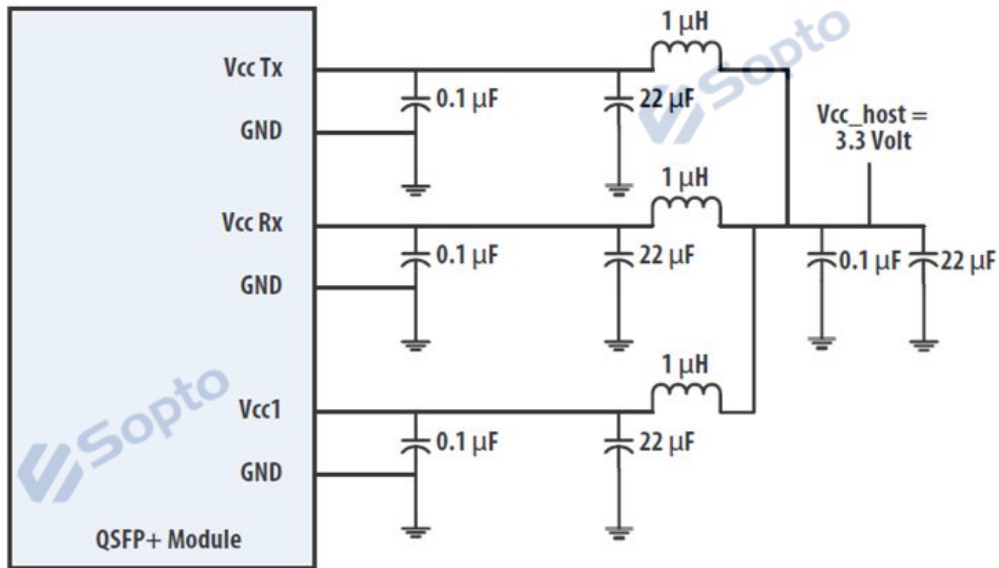 1 μH
Sopto
Vcc Tx
0.1 μF
22 μF
GND
Vcc_host =
3.3 Volt
1 μH
Vcc Rx
0.1 μF
22 μF
0.1 μF
22 μF
GND
1 μH
Vcc1
0.1 μF
22 μF
Sopto
GND
QSFP+ Module